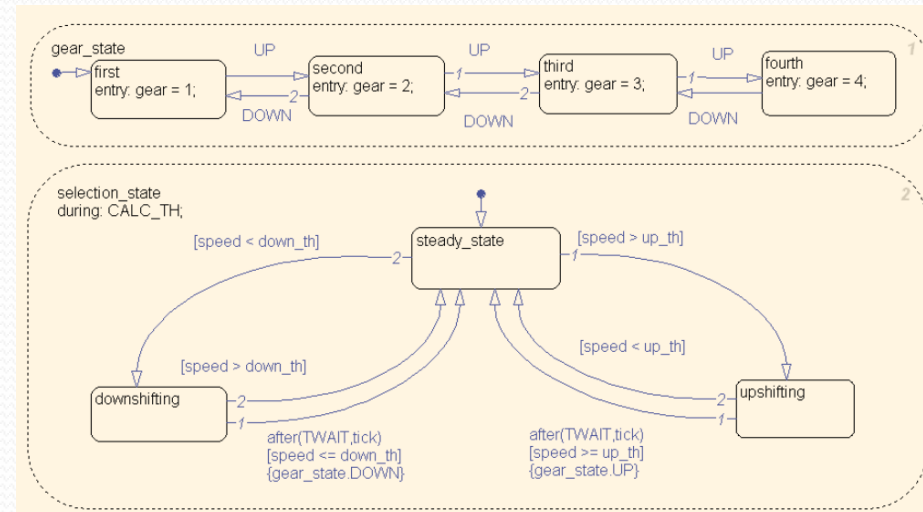 gear_state
1
UP
UP
UP
first
entry: gear = 1;
second
entry: gear = 2;
third
entry: gear = 3;
fourth
entry: gear = 4;
1
1
2
2
DOWN
DOWN
DOWN
selection_state
during: CALC_TH;
2
[speed < down_th]
steady_state
[speed > up_th]
2
1
[speed > down_th]
[speed < up_th]
downshifting
upshifting
2
1
2
1
after(TWAIT,tick)
[speed <= down_th]
{gear_state.DOWN}
after(TWAIT,tick)
[speed >= up_th]
{gear_state.UP}